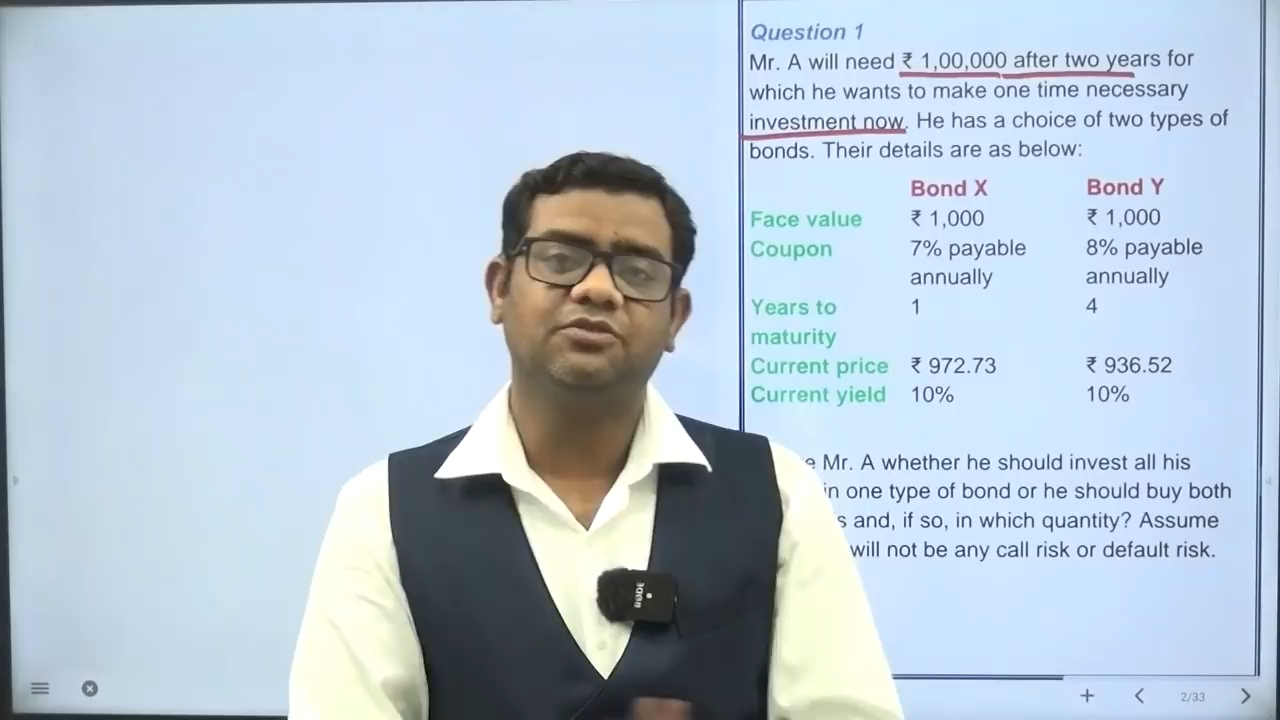 Question 1
Mr. A will need ₹ 1,00,000 after two years for
which he wants to make one time necessary
investment now. He has a choice of two types of
bonds. Their details are as below:
Bond X Bond Y
Face value ₹ 1,000 ₹ 1,000
Coupon 7% payable 8% payable
annually annually
Years to 1 4
maturity
Current price ₹ 972.73 ₹ 936.52
Current yield 10% 10%
Mr. A whether he should invest all his
in one type of bond or he should buy both
and, if so, in which quantity? Assume
will not be any call risk or default risk.
RODE
2/33